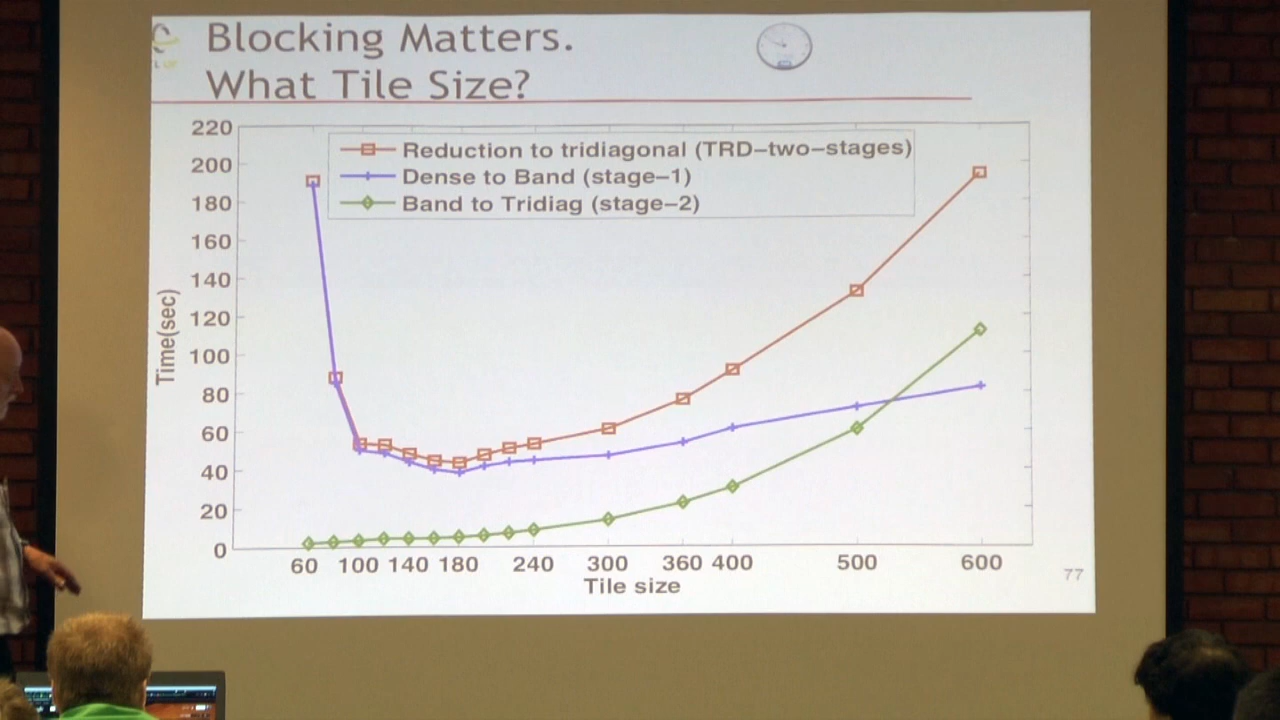 Blocking Matters.
What Tile Size?
220
200
180
160
140
120
100
80
60
40
20
0
Time(sec)
Reduction to tridiagonal (TRD-two-stages)
Dense to Band (stage-1)
Band to Tridiag (stage-2)
60 100 140 180 240 300 360 400 500 600
Tile size
77